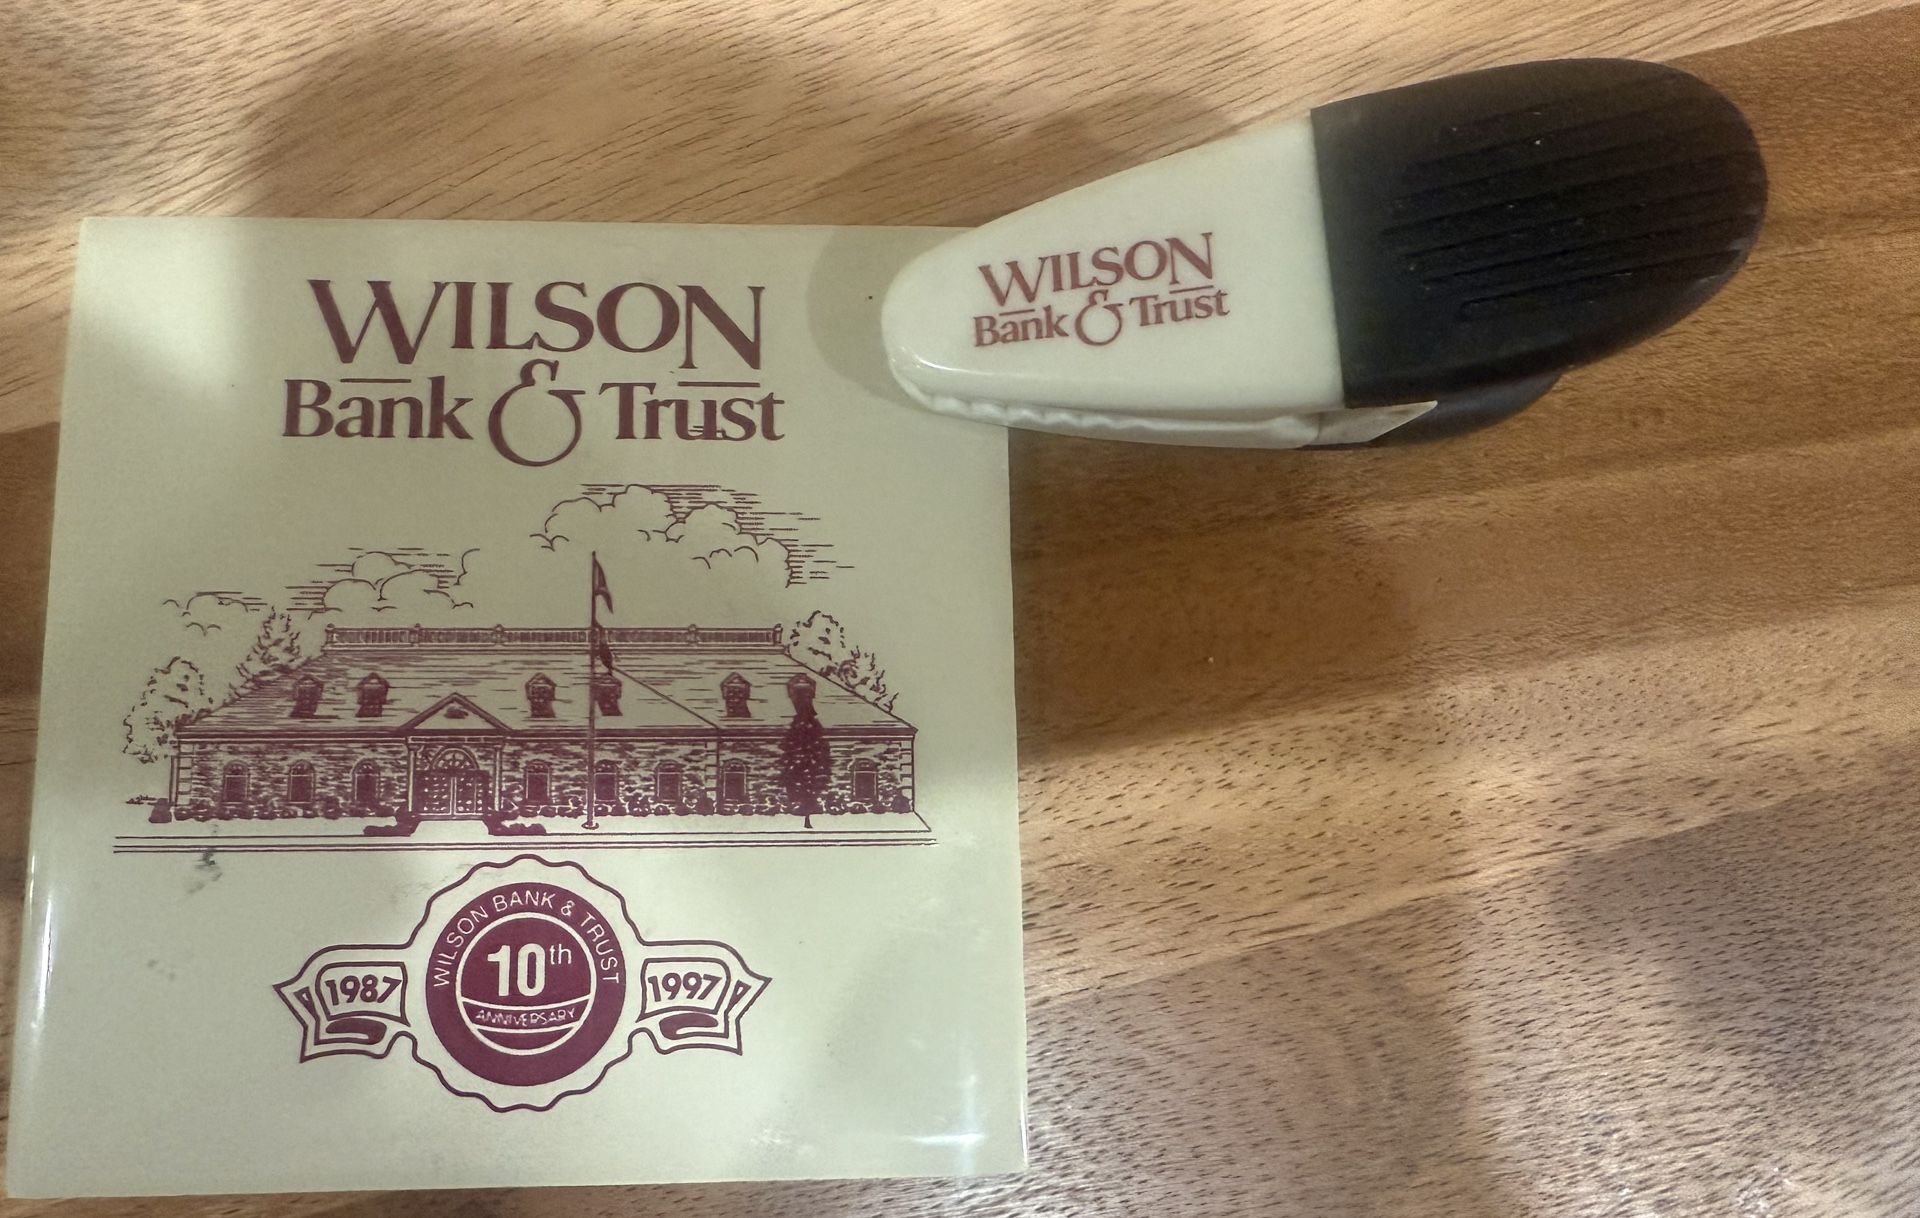 WILSON
Bank & Trust
WILSON BANK & TRUST
10th
ANNIVERSARY
1987
1997
WILSON
Bank & Trust